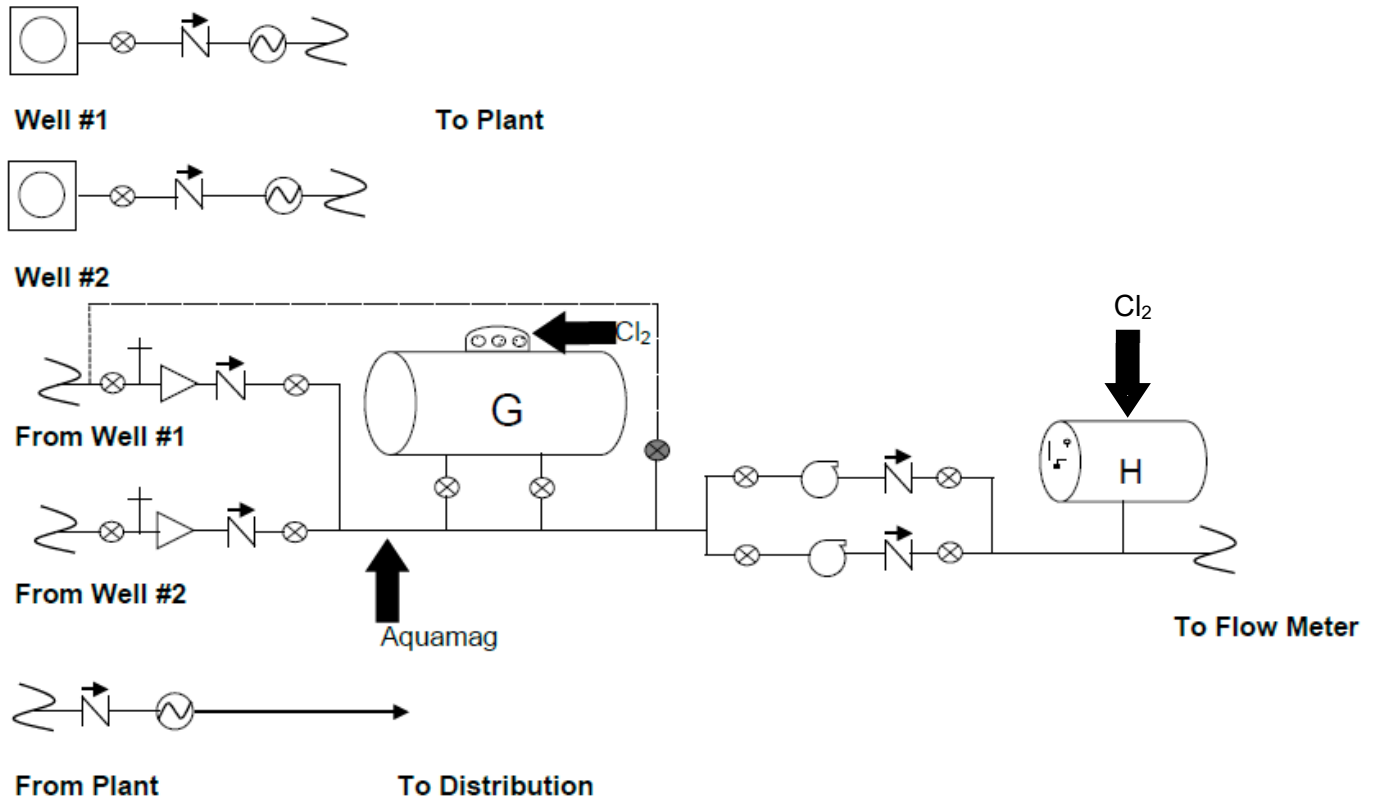 Well #1
To Plant
Well #2
Cl₂
Cl₂
G
From Well #1
H
From Well #2
Aquamag
To Flow Meter
From Plant
To Distribution